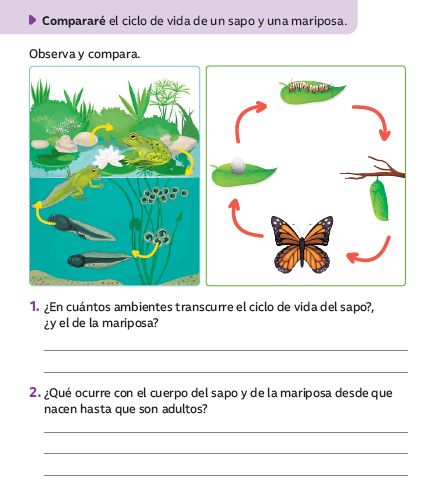 Compararé el ciclo de vida de un sapo y una mariposa.
Observa y compara.
1. ¿En cuántos ambientes transcurre el ciclo de vida del sapo?,
¿y el de la mariposa?
2. ¿Qué ocurre con el cuerpo del sapo y de la mariposa desde que
nacen hasta que son adultos?